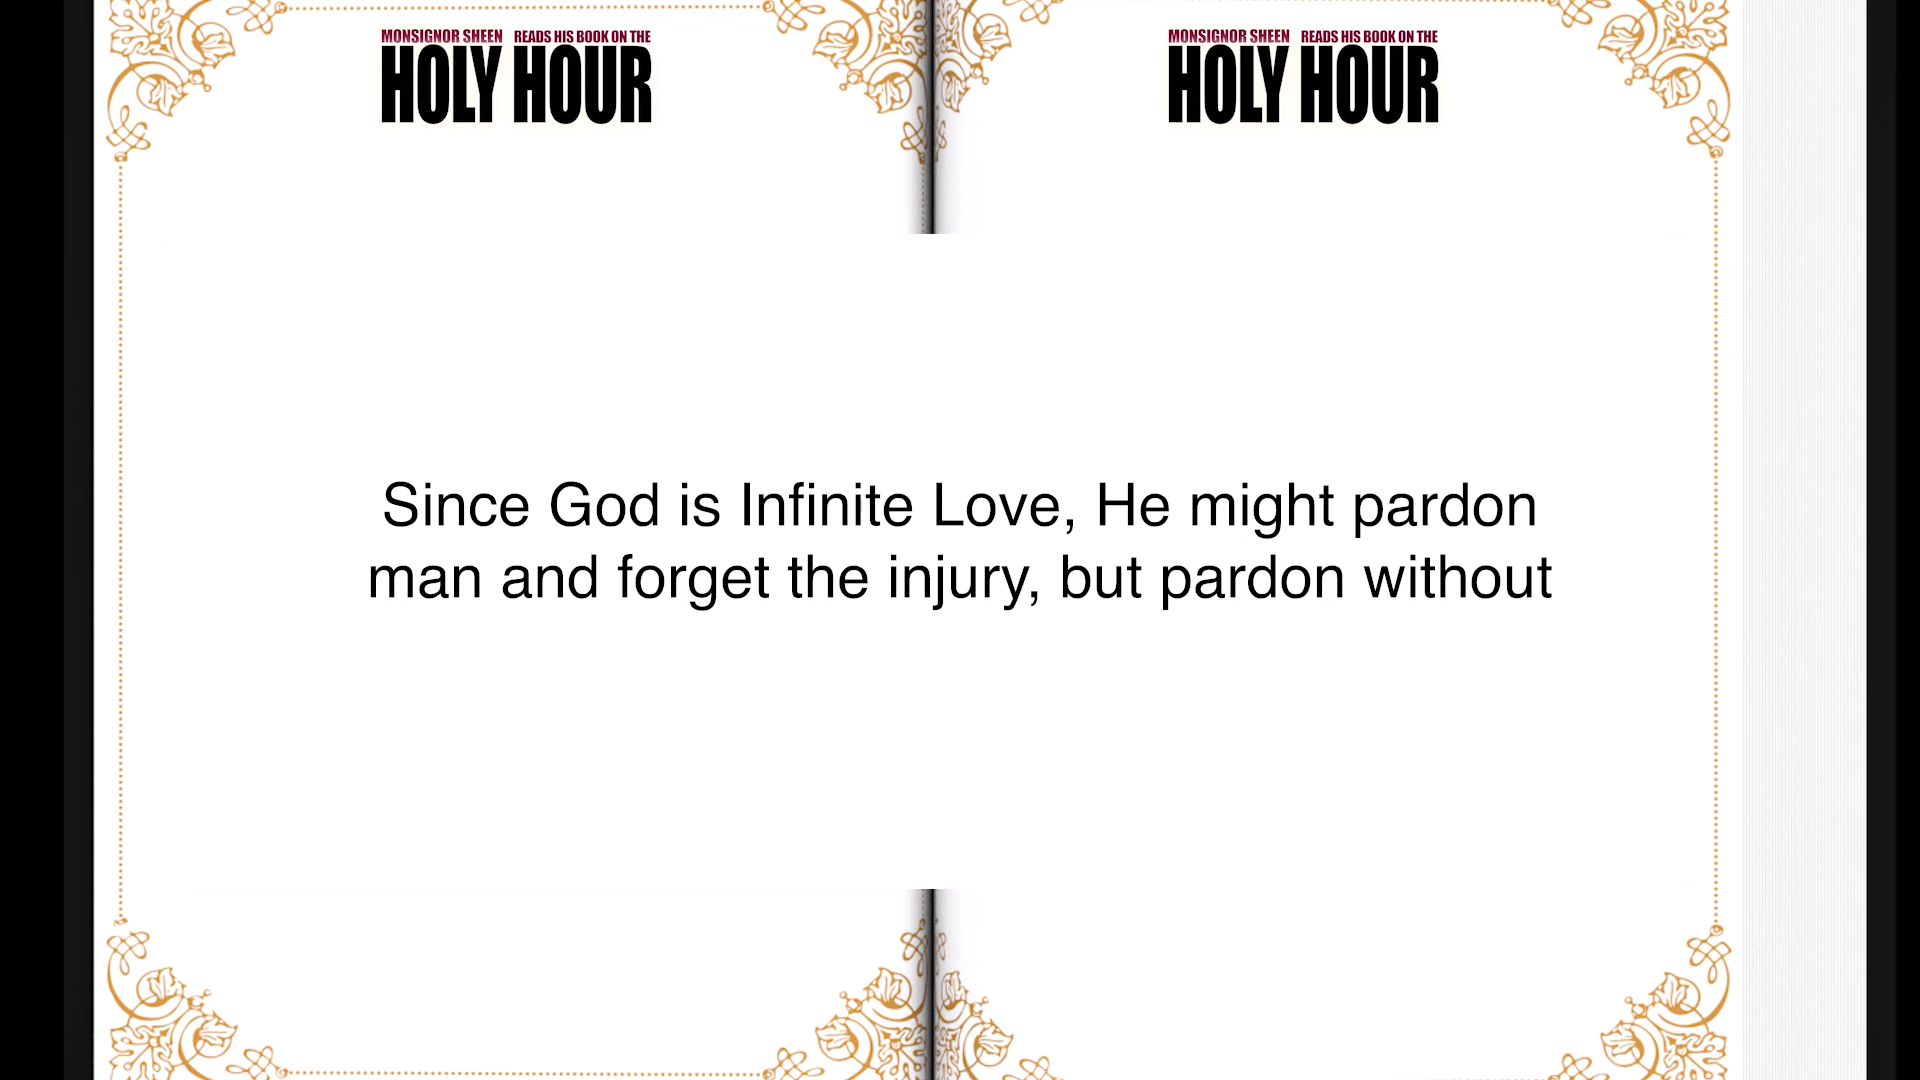 MONSIGNOR SHEEN READS HIS BOOK ON THE
HOLY HOUR
MONSIGNOR SHEEN READS HIS BOOK ON THE
HOLY HOUR
Since God is Infinite Love, He might pardon
man and forget the injury, but pardon without